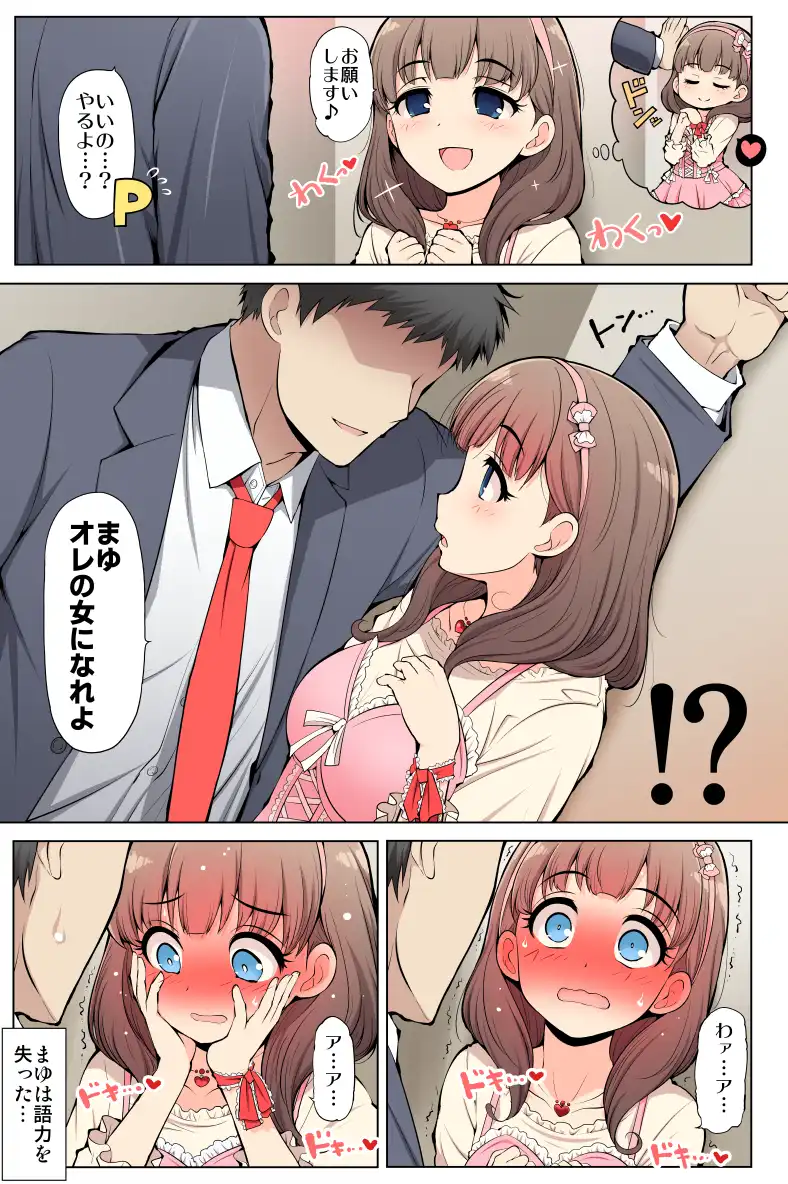 ドンッ
お願い
します♪
わくっ♥
わくっ♥
いいの…?
やるよ…?
P
トン…
まゆ
オレの女になれよ
!?
わァ…ア…
ドキ…♥
ドキ…♥
ア…ア…
ドキ…♥
ドキ…♥
まゆは語力を
失った…